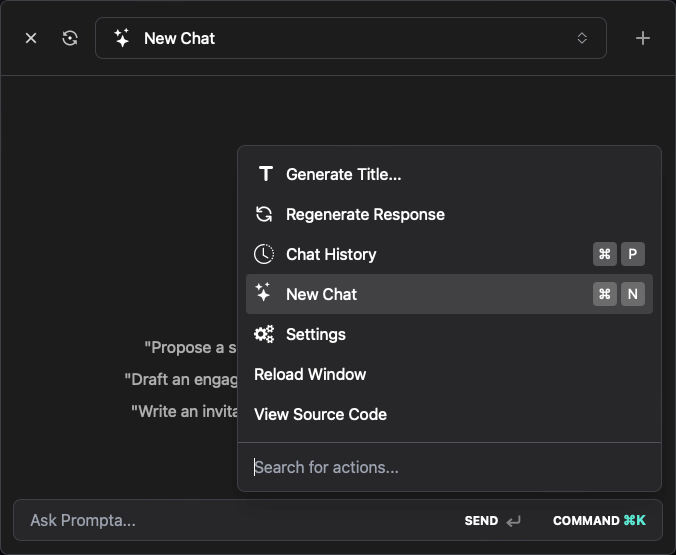 New Chat
Generate Title...
Regenerate Response
Chat History ⌘ P
New Chat ⌘ N
Settings
"Propose a s
Reload Window
"Draft an engag
View Source Code
"Write an invita
Search for actions...
Ask Prompta... SEND COMMAND ⌘K